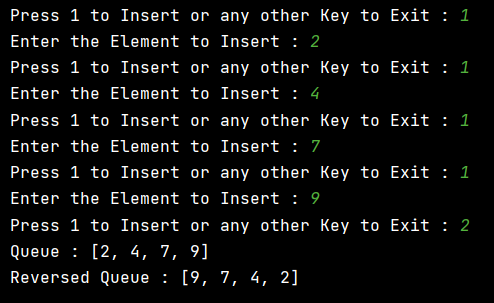 Press 1 to Insert or any other Key to Exit : 1
Enter the Element to Insert : 2
Press 1 to Insert or any other Key to Exit : 1
Enter the Element to Insert : 4
Press 1 to Insert or any other Key to Exit : 1
Enter the Element to Insert : 7
Press 1 to Insert or any other Key to Exit : 1
Enter the Element to Insert : 9
Press 1 to Insert or any other Key to Exit : 2
Queue : [2, 4, 7, 9]
Reversed Queue : [9, 7, 4, 2]